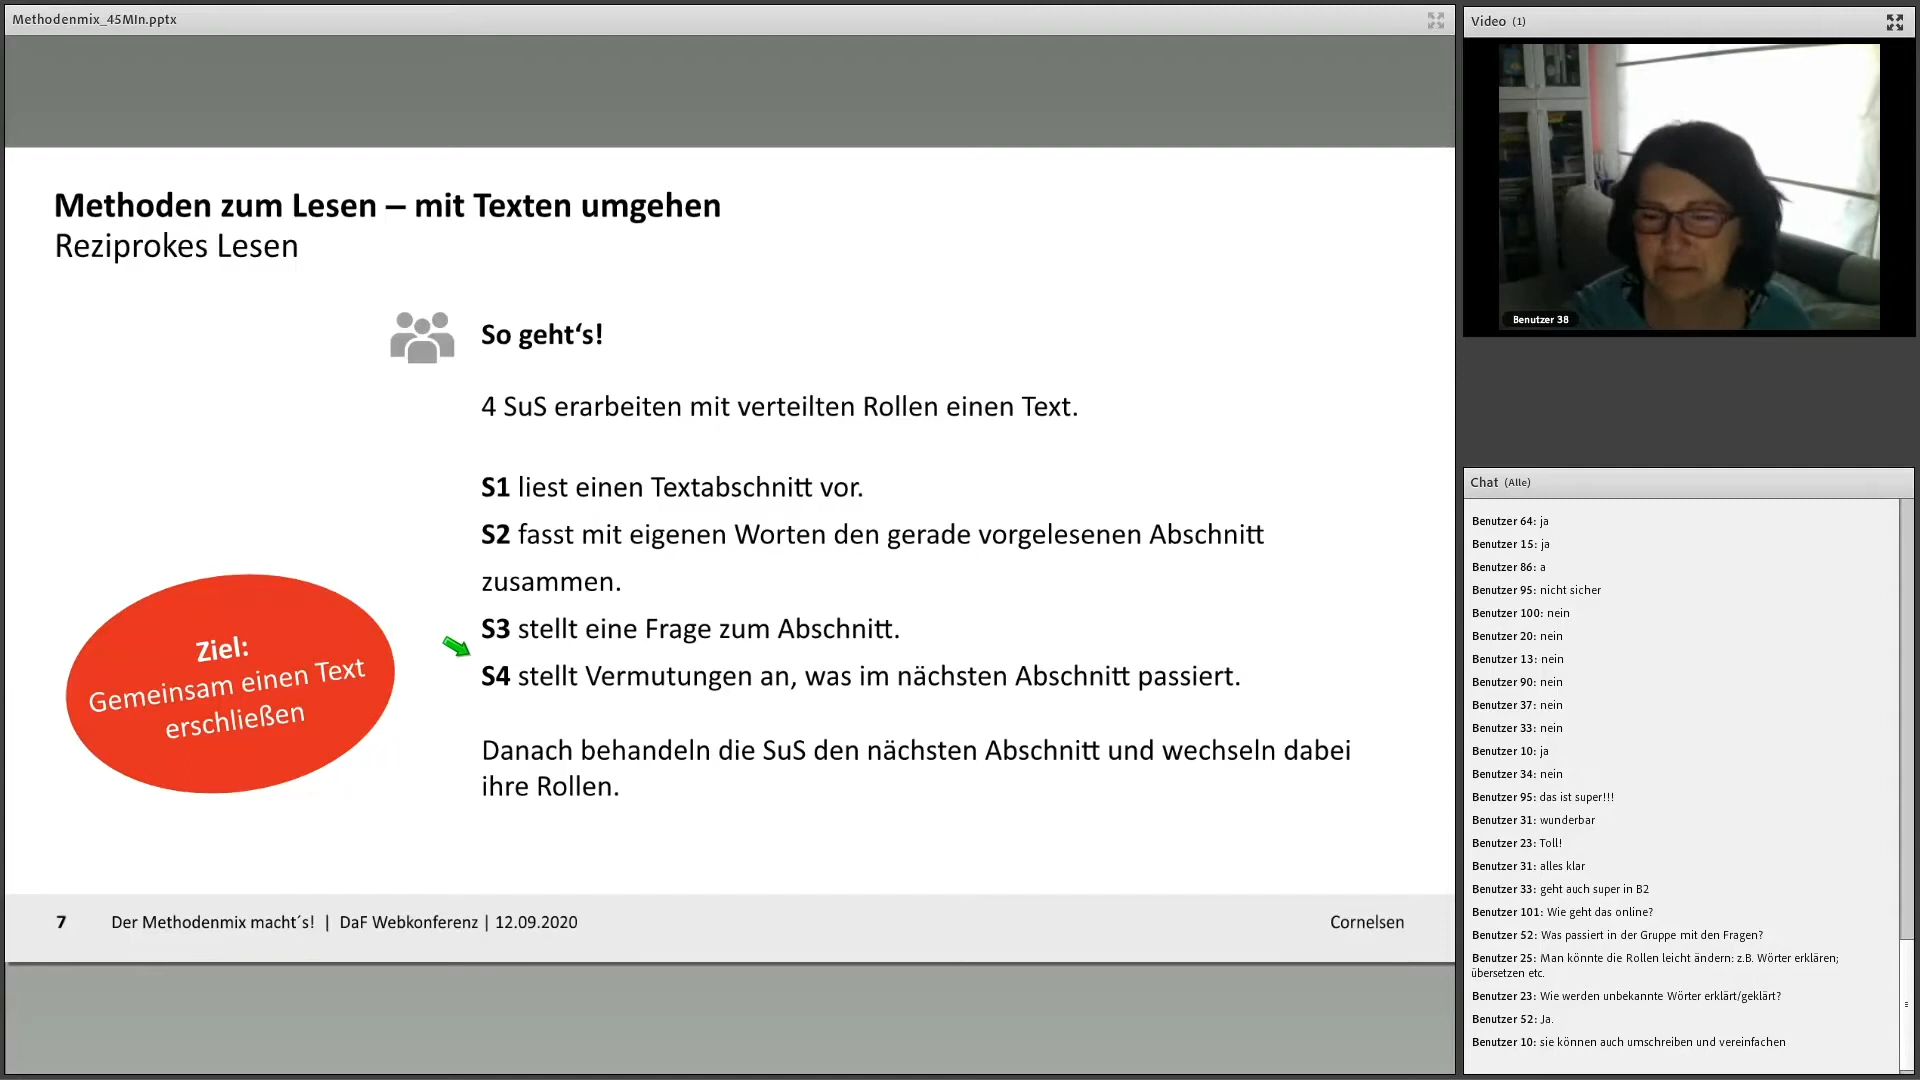 Methodenmix_45MIn.pptx
Methoden zum Lesen – mit Texten umgehen
Reziprokes Lesen
So geht‘s!
4 SuS erarbeiten mit verteilten Rollen einen Text.
S1 liest einen Textabschnitt vor.
S2 fasst mit eigenen Worten den gerade vorgelesenen Abschnitt
zusammen.
S3 stellt eine Frage zum Abschnitt.
S4 stellt Vermutungen an, was im nächsten Abschnitt passiert.
Danach behandeln die SuS den nächsten Abschnitt und wechseln dabei
ihre Rollen.
Ziel:
Gemeinsam einen Text
erschließen
7 Der Methodenmix macht´s! | DaF Webkonferenz | 12.09.2020 Cornelsen
Video (1)
Benutzer 38
Chat (Alle)
Benutzer 64: ja
Benutzer 15: ja
Benutzer 86: a
Benutzer 95: nicht sicher
Benutzer 100: nein
Benutzer 20: nein
Benutzer 13: nein
Benutzer 90: nein
Benutzer 37: nein
Benutzer 33: nein
Benutzer 10: ja
Benutzer 34: nein
Benutzer 95: das ist super!!!
Benutzer 31: wunderbar
Benutzer 23: Toll!
Benutzer 31: alles klar
Benutzer 33: geht auch super in B2
Benutzer 101: Wie geht das online?
Benutzer 52: Was passiert in der Gruppe mit den Fragen?
Benutzer 25: Man könnte die Rollen leicht ändern: z.B. Wörter erklären;
übersetzen etc.
Benutzer 23: Wie werden unbekannte Wörter erklärt/geklärt?
Benutzer 52: Ja.
Benutzer 10: sie können auch umschreiben und vereinfachen